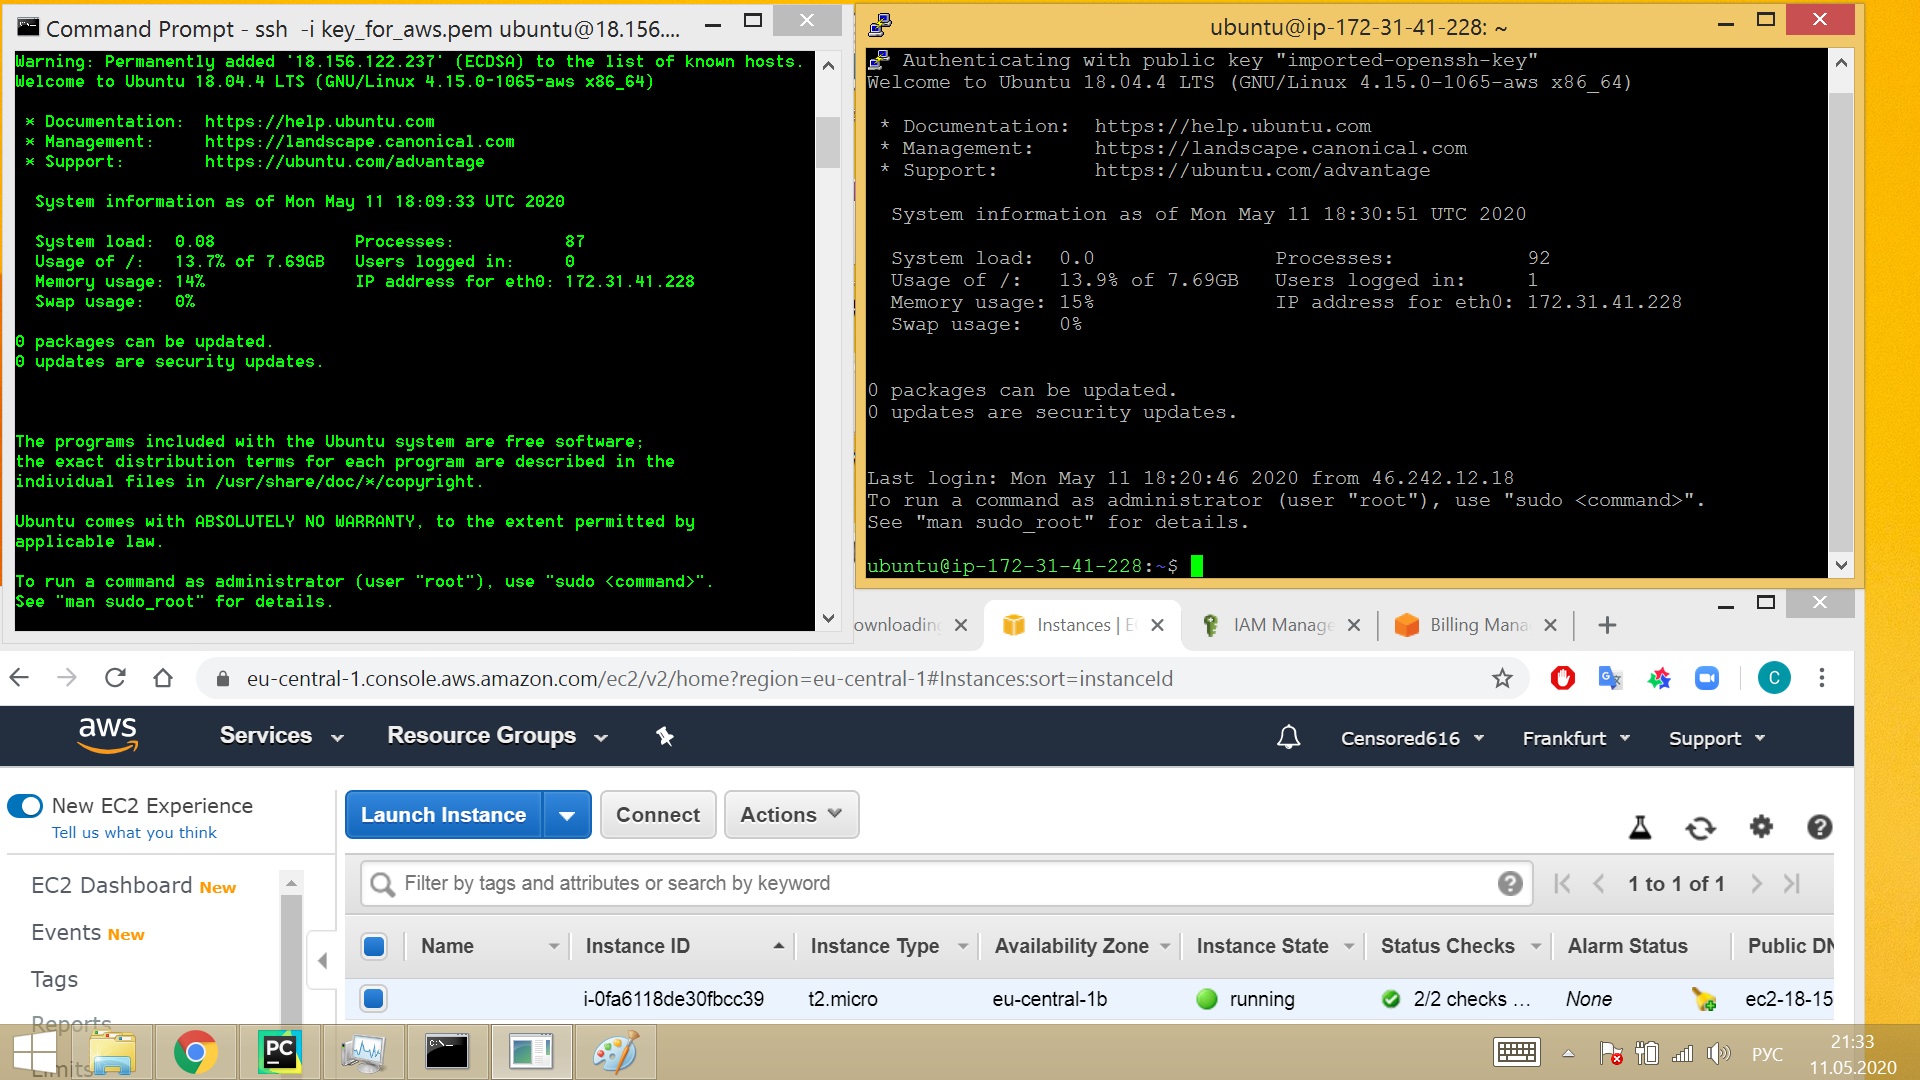 Command Prompt - ssh  -i key_for_aws.pem ubuntu@18.156....
Warning: Permanently added '18.156.122.237' (ECDSA) to the list of known hosts.
Welcome to Ubuntu 18.04.4 LTS (GNU/Linux 4.15.0-1065-aws x86_64)
* Documentation:  https://help.ubuntu.com
* Management:     https://landscape.canonical.com
* Support:        https://ubuntu.com/advantage
System information as of Mon May 11 18:09:33 UTC 2020
System load:  0.08              Processes:           87
Usage of /:   13.7% of 7.69GB   Users logged in:     0
Memory usage: 14%               IP address for eth0: 172.31.41.228
Swap usage:   0%
0 packages can be updated.
0 updates are security updates.
The programs included with the Ubuntu system are free software;
the exact distribution terms for each program are described in the
individual files in /usr/share/doc/*/copyright.
Ubuntu comes with ABSOLUTELY NO WARRANTY, to the extent permitted by
applicable law.
To run a command as administrator (user "root"), use "sudo <command>".
See "man sudo_root" for details.
ubuntu@ip-172-31-41-228: ~
Authenticating with public key "imported-openssh-key"
Welcome to Ubuntu 18.04.4 LTS (GNU/Linux 4.15.0-1065-aws x86_64)
* Documentation:  https://help.ubuntu.com
* Management:     https://landscape.canonical.com
* Support:        https://ubuntu.com/advantage
System information as of Mon May 11 18:30:51 UTC 2020
System load:  0.0               Processes:           92
Usage of /:   13.9% of 7.69GB   Users logged in:     1
Memory usage: 15%               IP address for eth0: 172.31.41.228
Swap usage:   0%
0 packages can be updated.
0 updates are security updates.
Last login: Mon May 11 18:20:46 2020 from 46.242.12.18
To run a command as administrator (user "root"), use "sudo <command>".
See "man sudo_root" for details.
ubuntu@ip-172-31-41-228:~$
ownloading Instances | E IAM Manage Billing Mana
eu-central-1.console.aws.amazon.com/ec2/v2/home?region=eu-central-1#Instances:sort=instanceId C
aws Services Resource Groups Censored616 Frankfurt Support
New EC2 Experience
Tell us what you think
EC2 Dashboard New
Events New
Tags
Reports
Limits
Launch Instance Connect Actions
Filter by tags and attributes or search by keyword 1 to 1 of 1
Name Instance ID Instance Type Availability Zone Instance State Status Checks Alarm Status Public DN
i-0fa6118de30fbcc39 t2.micro eu-central-1b running 2/2 checks ... None ec2-18-15
PC
C:\_
РУС
21:33
11.05.2020